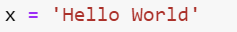 x = 'Hello World'